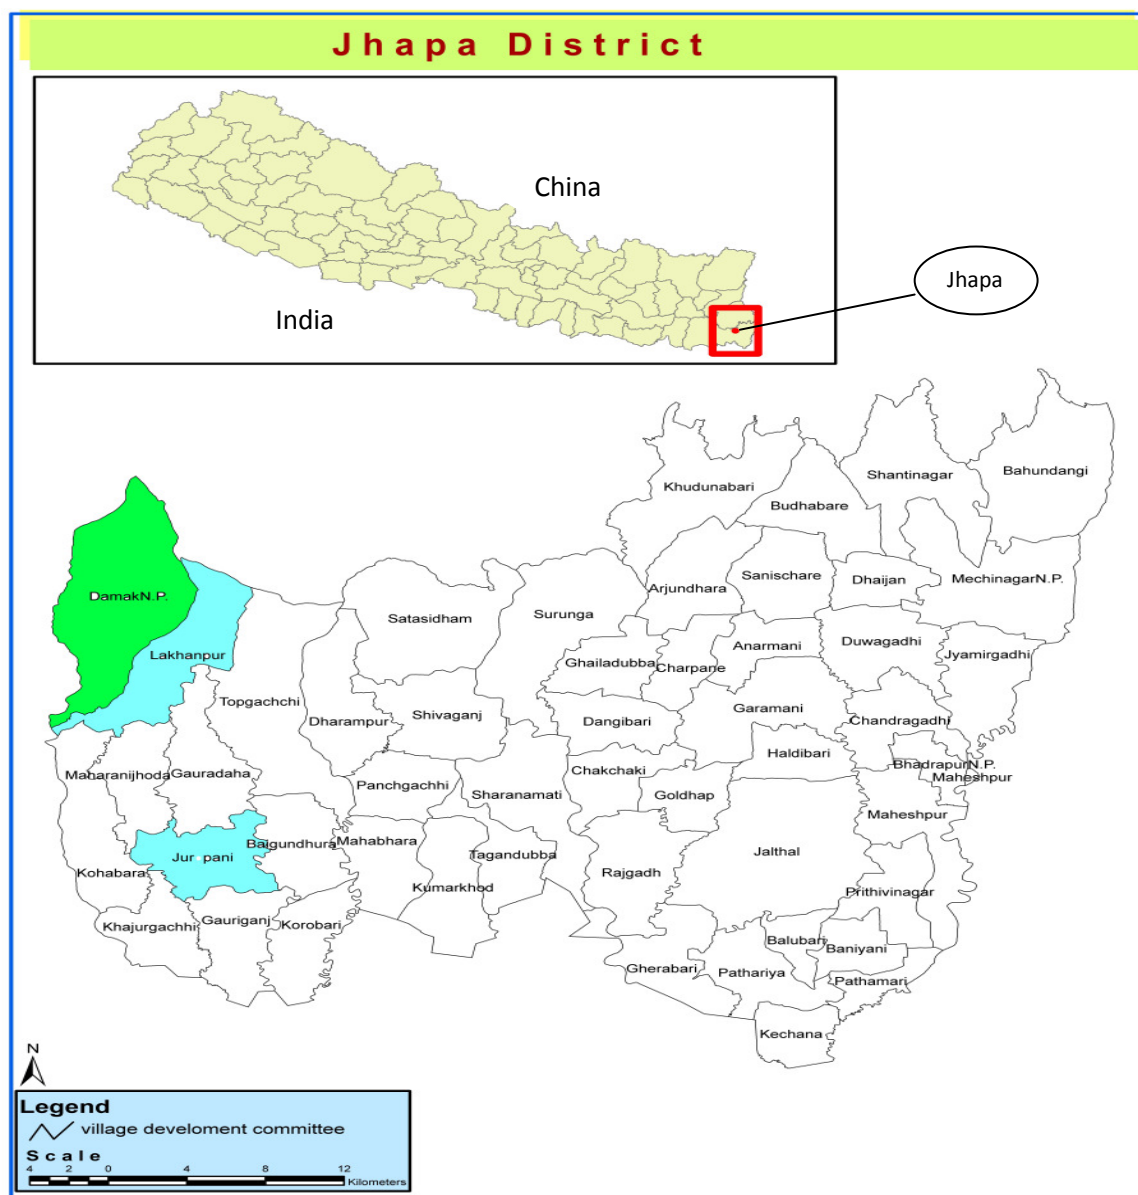 Jhapa District
China
Jhapa
India
Bahundangi
Shantinagar
Khudunabari
Budhabare
Sanischare
Dhaijan
MechinagarN.P.
Arjundhara
DamakN.P.
Satasidham
Surunga
Anarmani
Duwagadhi
Lakhanpur
Ghailadubba
Charpane
Jyamirgadhi
Topgachchi
Dharampur
Shivaganj
Dangibari
Garamani
Chandragadhi
Haldibari
BhadrapurN.P.
Maheshpur
Maharanijhoda
Gauradaha
Chakchaki
Panchgachhi
Sharanamati
Goldhap
Maheshpur
Baigundhura
Mahabhara
Jur pani
Tagandubba
Jalthal
Kohabara
Rajgadh
Kumarkhod
Prithivinagar
Khajurgachhi
Gauriganj
Korobari
Balubari
Baniyani
Gherabari
Pathariya
Pathamari
Kechana
N
Legend
village develoment committee
Scale
4 2 0 4 8 12
Kilometers